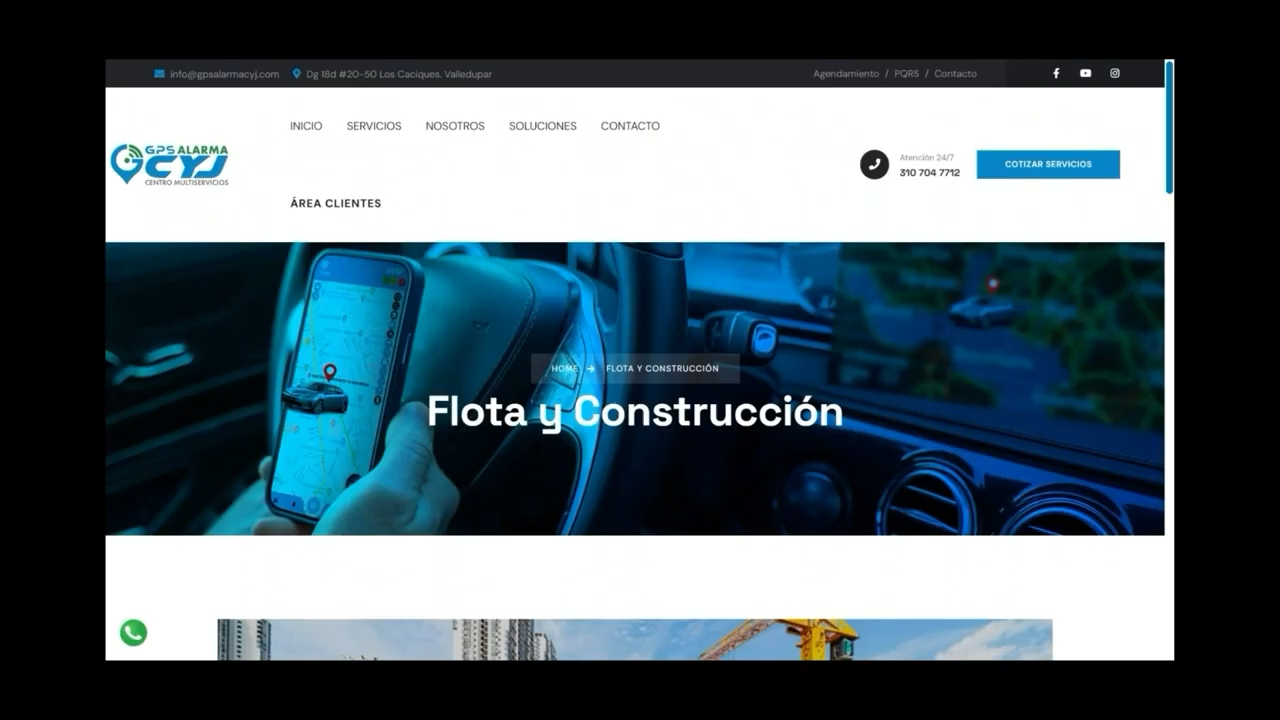 info@gpsalarmacyj.com Dg 18d #20-50 Los Caciques. Valledupar Agendamiento / PQRS / Contacto
INICIO SERVICIOS NOSOTROS SOLUCIONES CONTACTO
GPS ALARMA
CYJ
CENTRO MULTISERVICIOS
Atención 24/7
310 704 7712
COTIZAR SERVICIOS
ÁREA CLIENTES
HOME → FLOTA Y CONSTRUCCIÓN
Flota y Construcción